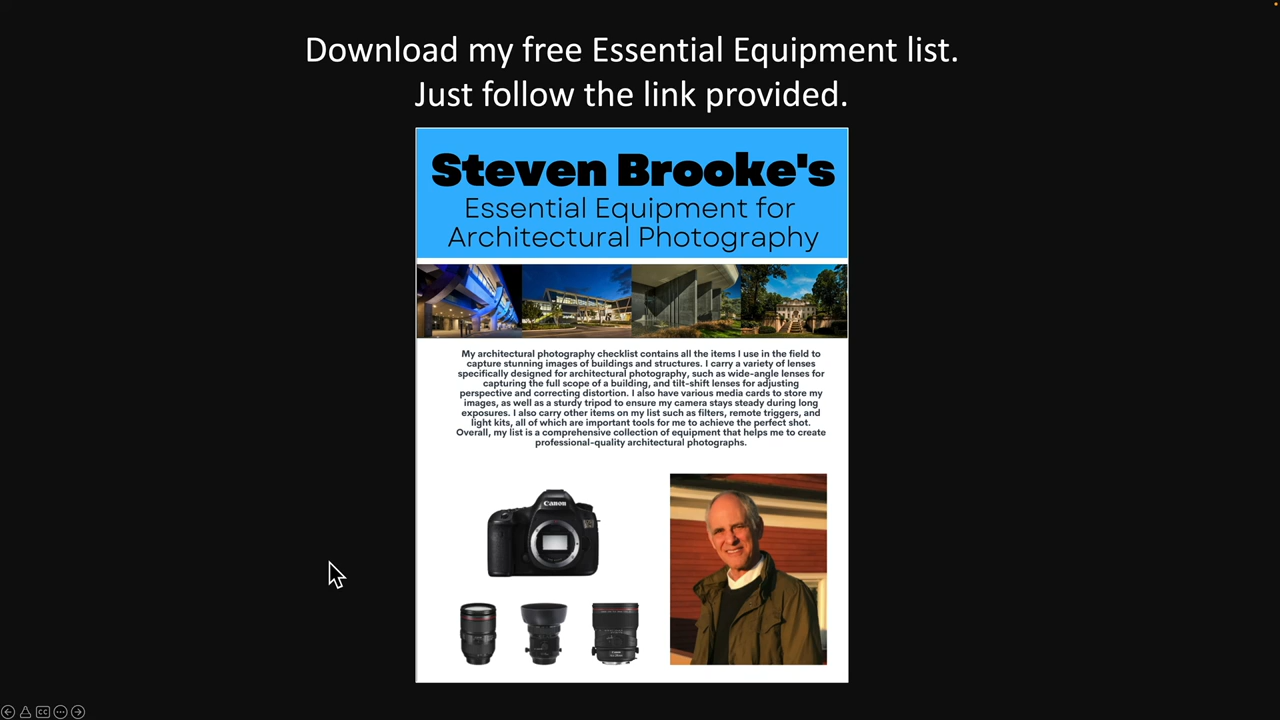 Download my free Essential Equipment list.
Just follow the link provided.
Steven Brooke's
Essential Equipment for
Architectural Photography
My architectural photography checklist contains all the items I use in the field to
capture stunning images of buildings and structures. I carry a variety of lenses
specifically designed for architectural photography, such as wide-angle lenses for
capturing the full scope of a building, and tilt-shift lenses for adjusting
perspective and correcting distortion. I also have various media cards to store my
images, as well as a sturdy tripod to ensure my camera stays steady during long
exposures. I also carry other items on my list such as filters, remote triggers, and
light kits, all of which are important tools for me to achieve the perfect shot.
Overall, my list is a comprehensive collection of equipment that helps me to create
professional-quality architectural photographs.
Canon
CC